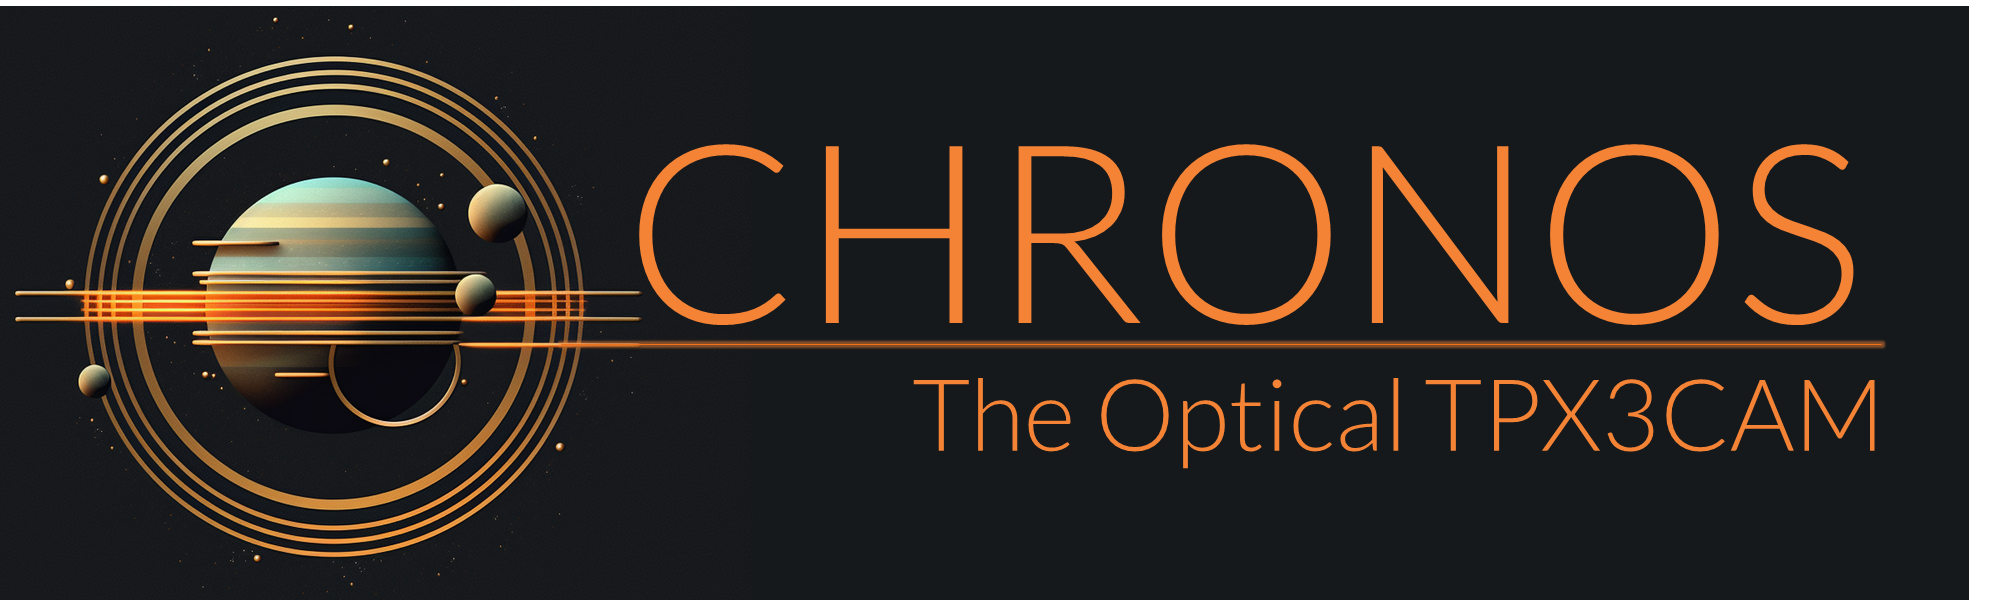 CHRONOS
The Optical TPX3CAM